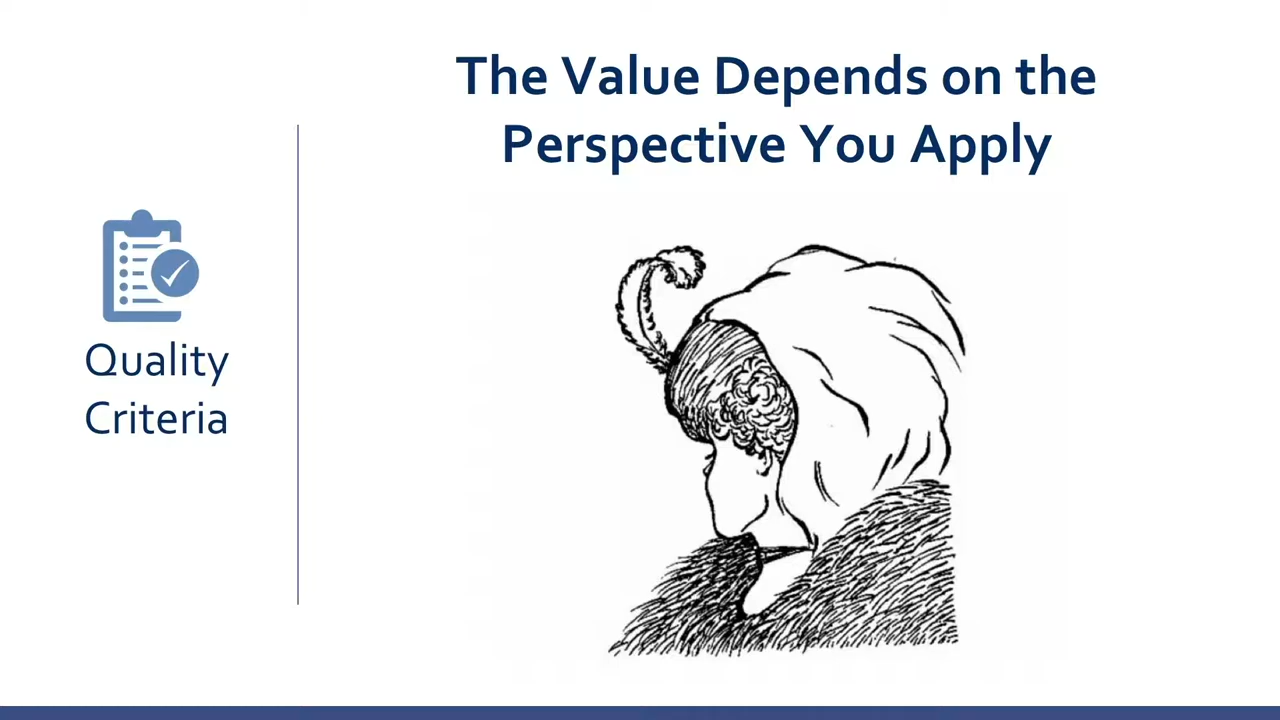 The Value Depends on the
Perspective You Apply
Quality
Criteria